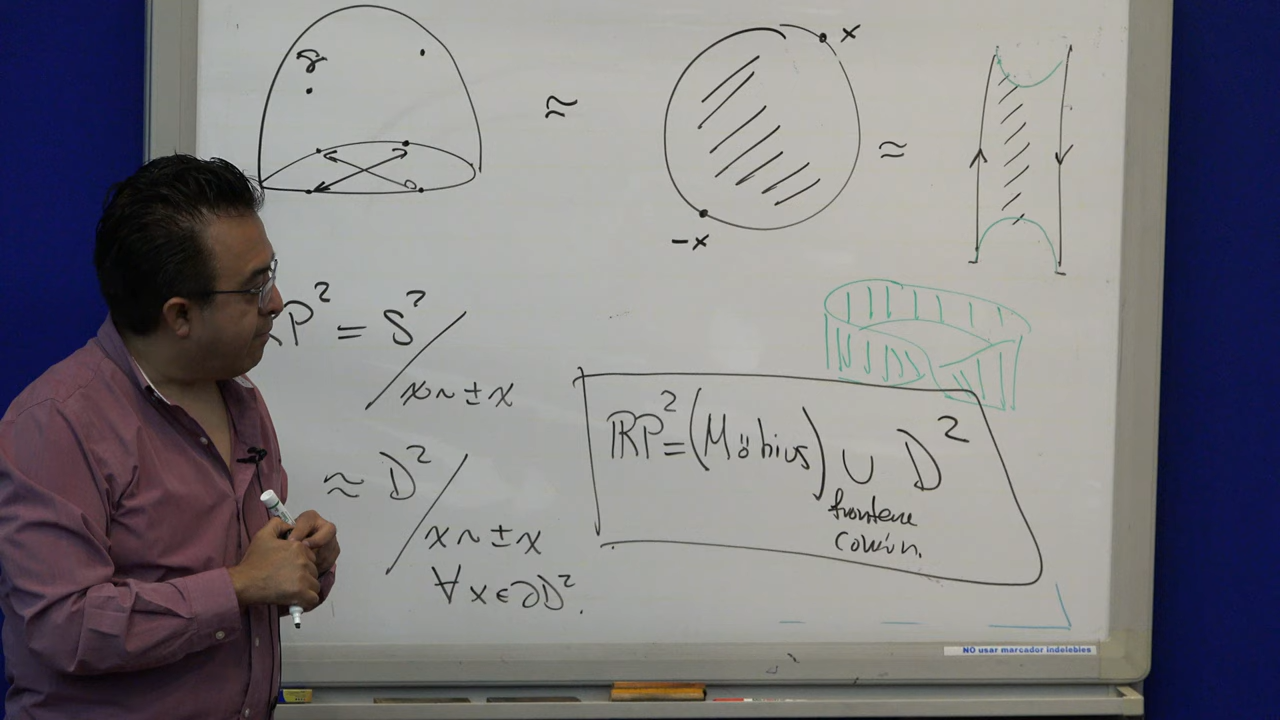 x
≈
≈
-x
RP² = S²/x~±x
≈ D²/x~±x
∀x∈∂D².
RP² = (Möbius) ∪ D²
frontera
común.
NO usar marcador indelebles